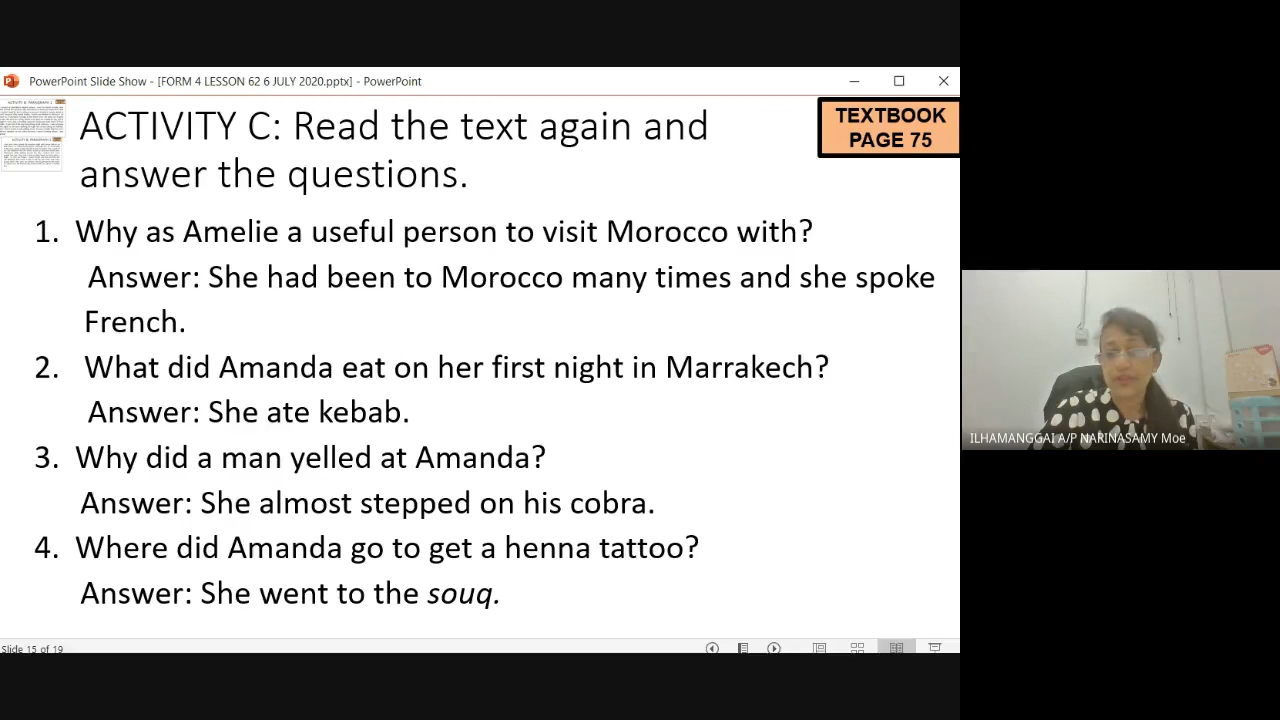 PowerPoint Slide Show - [FORM 4 LESSON 62 6 JULY 2020.pptx] - PowerPoint
TEXTBOOK
PAGE 75
ACTIVITY C: Read the text again and
answer the questions.
1. Why as Amelie a useful person to visit Morocco with?
Answer: She had been to Morocco many times and she spoke
French.
2. What did Amanda eat on her first night in Marrakech?
Answer: She ate kebab.
3. Why did a man yelled at Amanda?
Answer: She almost stepped on his cobra.
4. Where did Amanda go to get a henna tattoo?
Answer: She went to the souq.
Slide 15 of 19
ILHAMANGGAI A/P NARINASAMY Moe